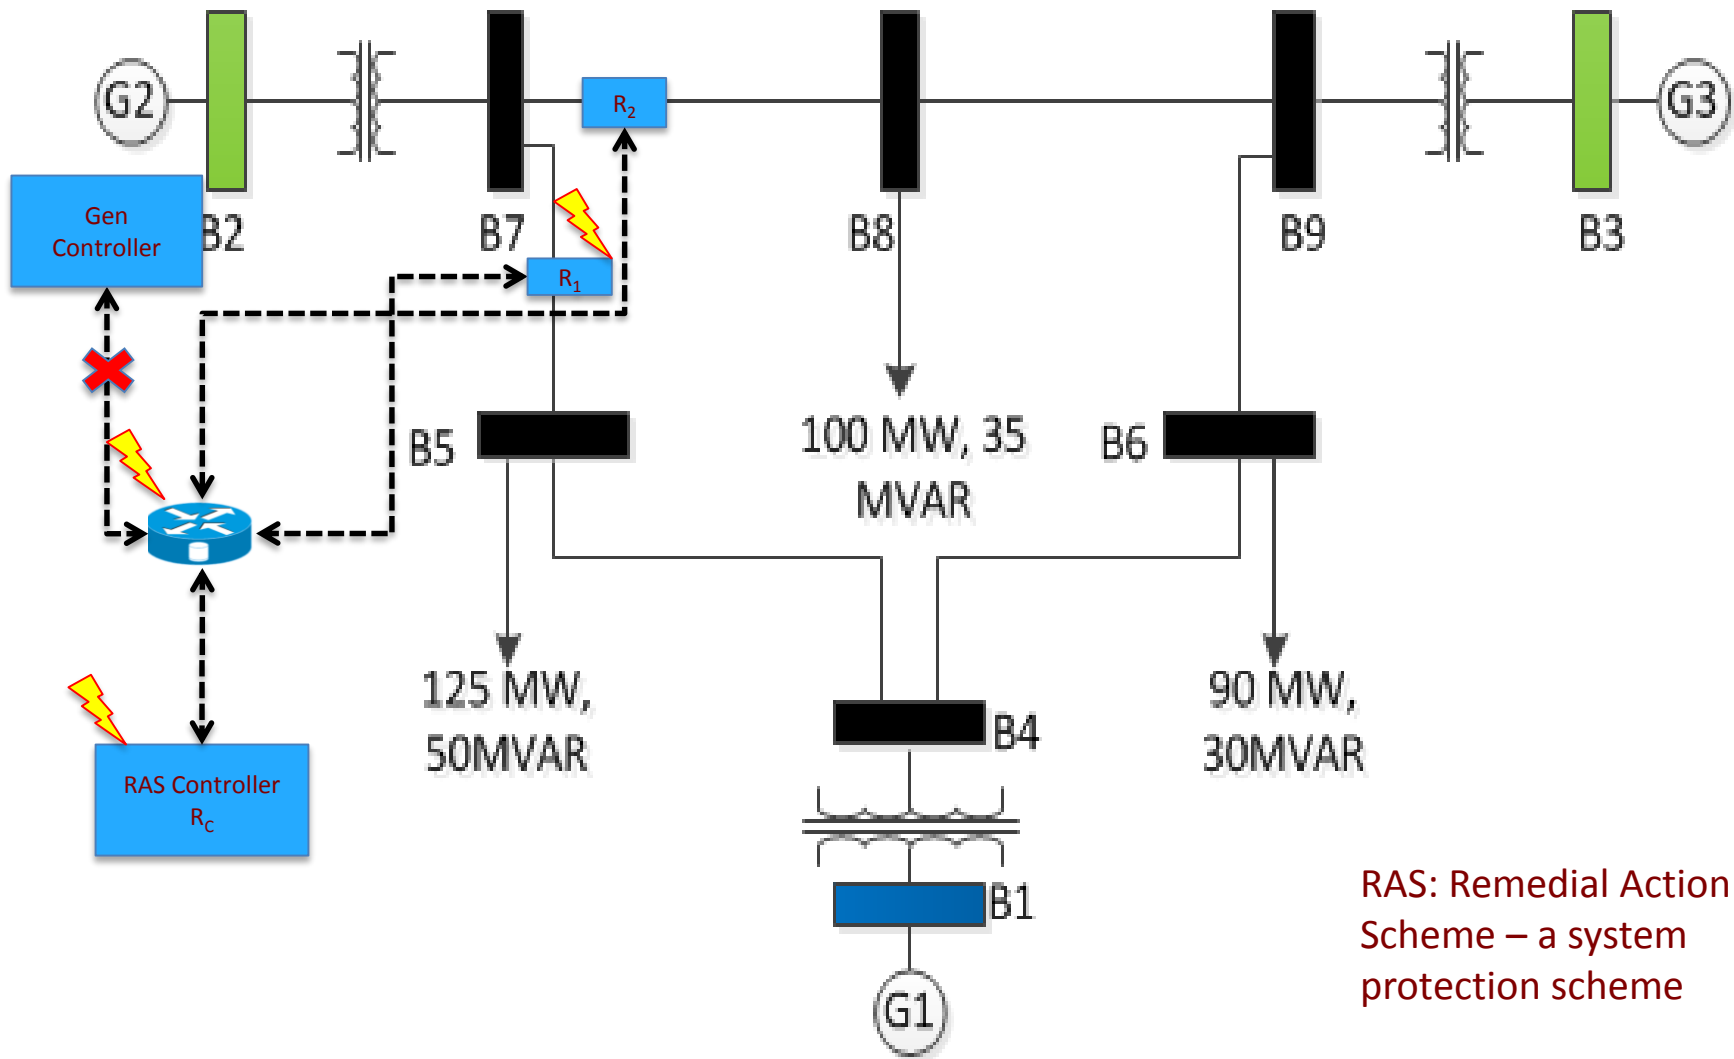 G2
B2
B7
R2
B8
B9
B3
G3
Gen
Controller
R1
B5
100 MW, 35
MVAR
B6
125 MW,
50MVAR
90 MW,
30MVAR
B4
RAS Controller
RC
B1
G1
RAS: Remedial Action
Scheme – a system
protection scheme